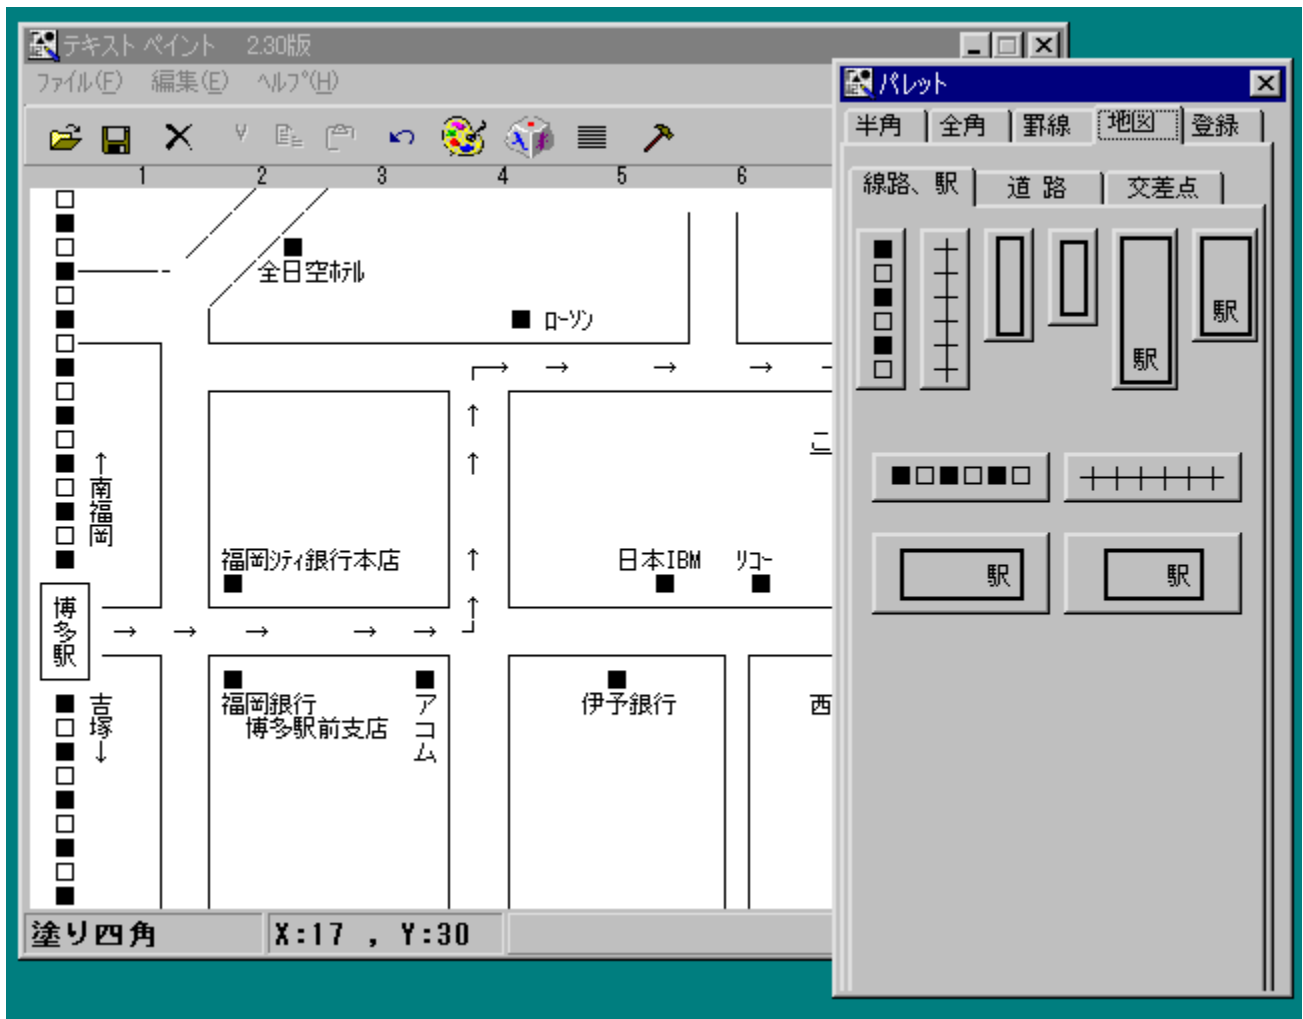 テキスト ペイント 2.30版
ファイル(F) 編集(E) ヘルプ(H)
1 2 3 4 5 6
全日空ホテル
■ ローソン
↑南福岡
福岡シティ銀行本店
日本IBM リコー
博多駅
福岡銀行
博多駅前支店
アコム
伊予銀行
西
吉塚↓
塗り四角
X:17 , Y:30
パレット
半角 全角 罫線 地図 登録
線路、駅 道 路 交差点
駅 駅
駅 駅